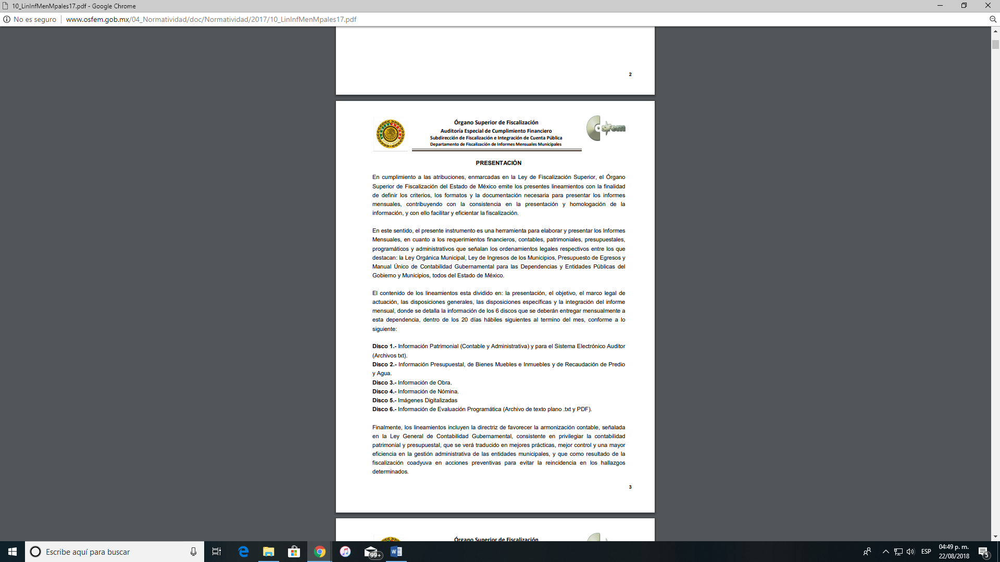 10_LinInfMenMpales17.pdf - Google Chrome
No es seguro www.osfem.gob.mx/04_Normatividad/doc/Normatividad/2017/10_LinInfMenMpales17.pdf
2
Órgano Superior de Fiscalización
Auditoría Especial de Cumplimiento Financiero
Subdirección de Fiscalización e Integración de Cuenta Pública
Departamento de Fiscalización de Informes Mensuales Municipales
osfem
PRESENTACIÓN
En cumplimiento a las atribuciones, enmarcadas en la Ley de Fiscalización Superior, el Órgano
Superior de Fiscalización del Estado de México emite los presentes lineamientos con la finalidad
de definir los criterios, los formatos y la documentación necesaria para presentar los informes
mensuales, contribuyendo con la consistencia en la presentación y homologación de la
información, y con ello facilitar y eficientar la fiscalización.
En este sentido, el presente instrumento es una herramienta para elaborar y presentar los Informes
Mensuales, en cuanto a los requerimientos financieros, contables, patrimoniales, presupuestales,
programáticos y administrativos que señalan los ordenamientos legales respectivos entre los que
destacan: la Ley Orgánica Municipal, Ley de Ingresos de los Municipios, Presupuesto de Egresos y
Manual Único de Contabilidad Gubernamental para las Dependencias y Entidades Públicas del
Gobierno y Municipios, todos del Estado de México.
El contenido de los lineamientos esta dividido en: la presentación, el objetivo, el marco legal de
actuación, las disposiciones generales, las disposiciones específicas y la integración del informe
mensual, donde se detalla la información de los 6 discos que se deberán entregar mensualmente a
esta dependencia, dentro de los 20 días hábiles siguientes al termino del mes, conforme a lo
siguiente:
Disco 1.- Información Patrimonial (Contable y Administrativa) y para el Sistema Electrónico Auditor
(Archivos txt).
Disco 2.- Información Presupuestal, de Bienes Muebles e Inmuebles y de Recaudación de Predio
y Agua.
Disco 3.- Información de Obra.
Disco 4.- Información de Nómina.
Disco 5.- Imágenes Digitalizadas
Disco 6.- Información de Evaluación Programática (Archivo de texto plano .txt y PDF).
Finalmente, los lineamientos incluyen la directriz de favorecer la armonización contable, señalada
en la Ley General de Contabilidad Gubernamental, consistente en privilegiar la contabilidad
patrimonial y presupuestal, que se verá traducido en mejores prácticas, mejor control y una mayor
eficiencia en la gestión administrativa de las entidades municipales, y que como resultado de la
fiscalización coadyuva en acciones preventivas para evitar la reincidencia en los hallazgos
determinados.
3
Órgano Superior de Fiscalización
Escribe aquí para buscar
99+
ESP
04:49 p. m.
22/08/2018
5